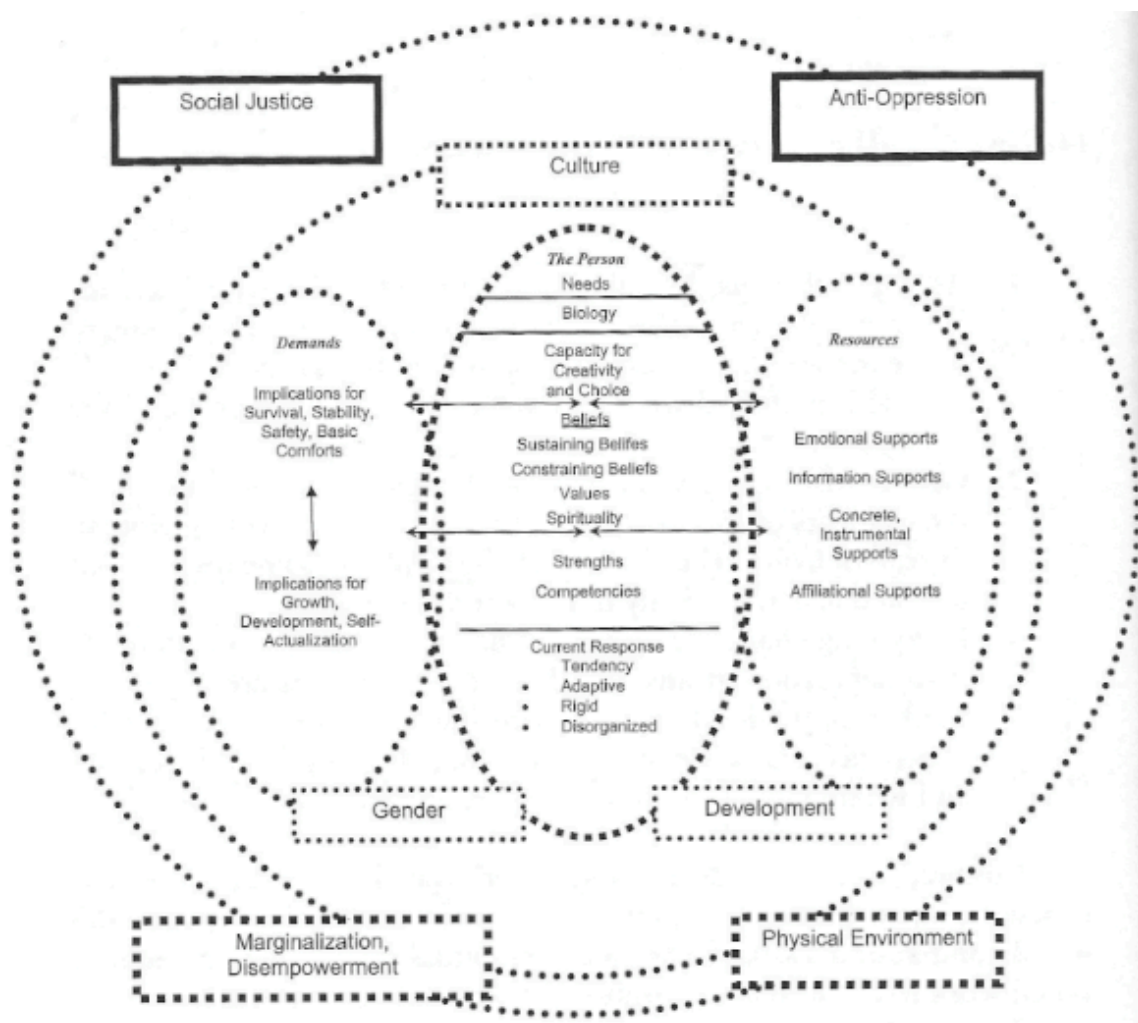 Social Justice
Anti-Oppression
Culture
The Person
Needs
Biology
Capacity for
Creativity
and Choice
Beliefs
Sustaining Belifes
Constraining Beliefs
Values
Spirituality
Strengths
Competencies
Current Response
Tendency
• Adaptive
• Rigid
• Disorganized
Demands
Implications for
Survival, Stability,
Safety, Basic
Comforts
Implications for
Growth,
Development, Self-
Actualization
Resources
Emotional Supports
Information Supports
Concrete,
Instrumental
Supports
Affiliational Supports
Gender
Development
Marginalization,
Disempowerment
Physical Environment